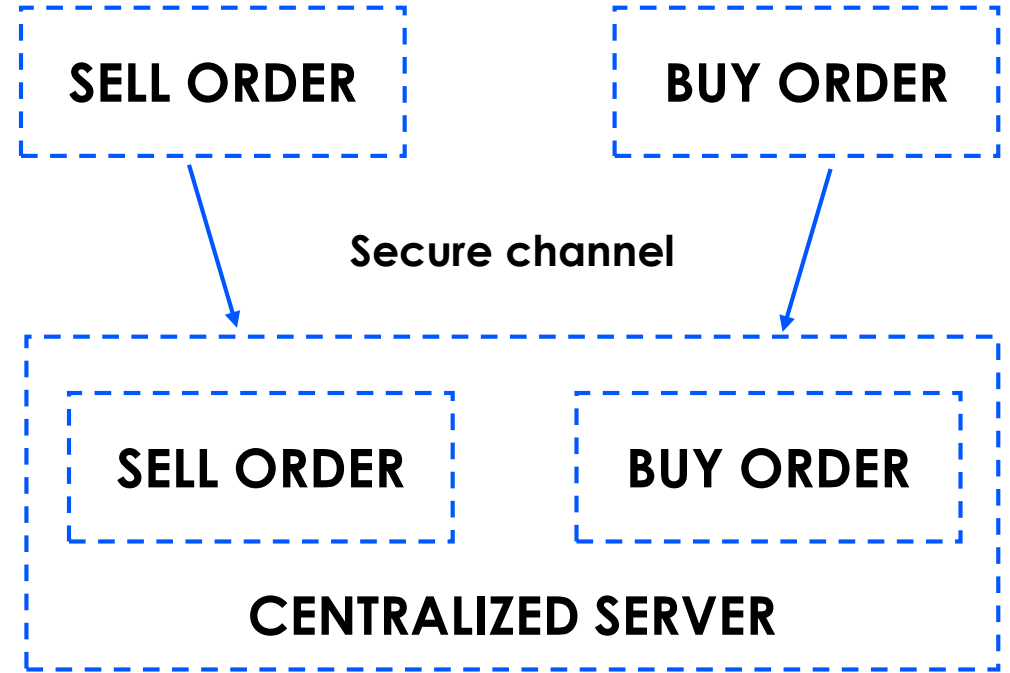 SELL ORDER
BUY ORDER
Secure channel
SELL ORDER
BUY ORDER
CENTRALIZED SERVER